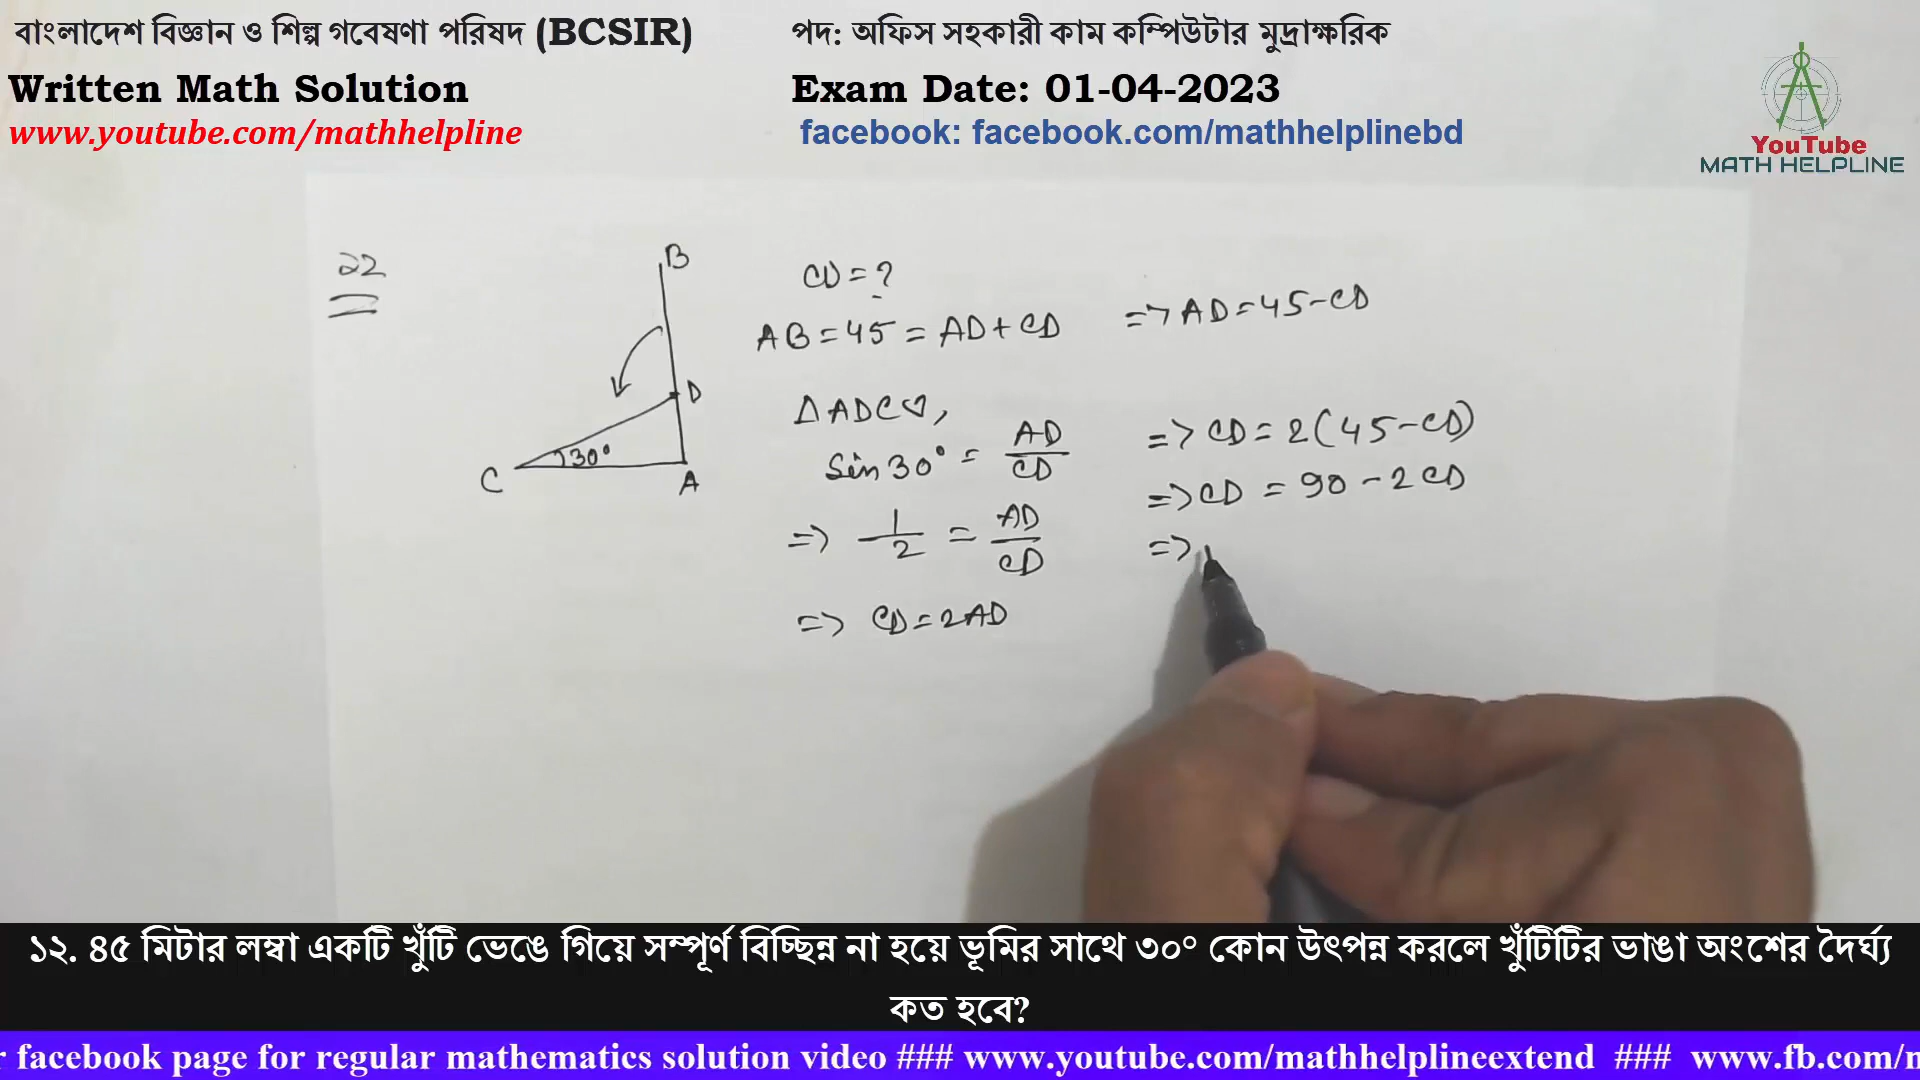 বাংলাদেশ বিজ্ঞান ও শিল্প গবেষণা পরিষদ (BCSIR)
পদ: অফিস সহকারী কাম কম্পিউটার মুদ্রাক্ষরিক
Written Math Solution
Exam Date: 01-04-2023
www.youtube.com/mathhelpline
facebook: facebook.com/mathhelplinebd
YouTube
MATH HELPLINE
১২
B
D
C
30°
A
CD = ?
AB = 45 = AD + CD
=> AD = 45 - CD
Δ ADC এ,
Sin 30° = AD/CD
=> 1/2 = AD/CD
=> CD = 2AD
=> CD = 2(45 - CD)
=> CD = 90 - 2CD
=>
১২. ৪৫ মিটার লম্বা একটি খুঁটি ভেঙে গিয়ে সম্পূর্ণ বিচ্ছিন্ন না হয়ে ভূমির সাথে ৩০° কোন উৎপন্ন করলে খুঁটিটির ভাঙা অংশের দৈর্ঘ্য
কত হবে?
r facebook page for regular mathematics solution video ### www.youtube.com/mathhelplineextend ### www.fb.com/m